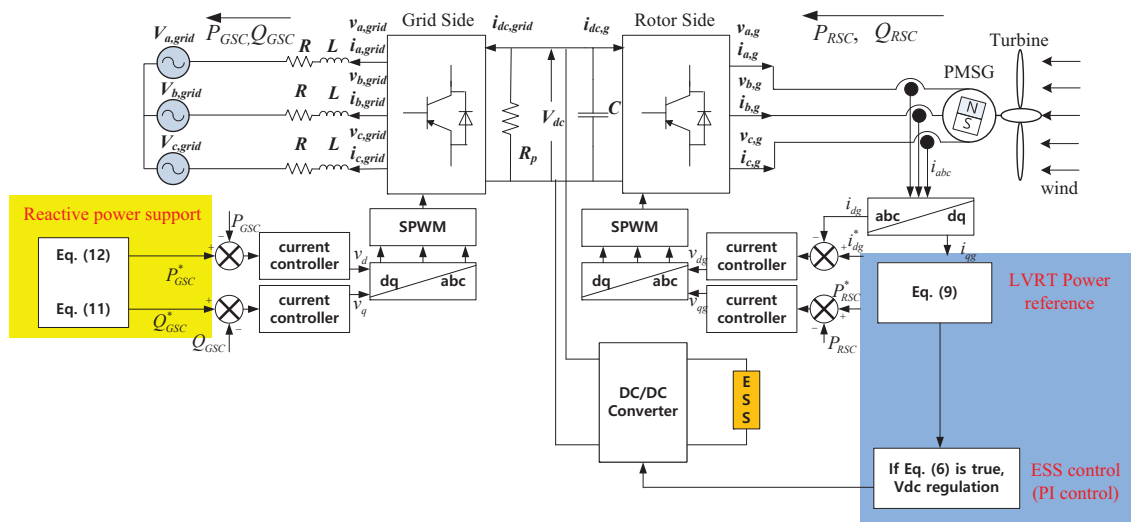 P_GSC, Q_GSC
Grid Side
Rotor Side
P_RSC, Q_RSC
Turbine
PMSG
N
S
wind
V_a,grid
V_b,grid
V_c,grid
R L
R L
R L
v_a,grid
i_a,grid
v_b,grid
i_b,grid
v_c,grid
i_c,grid
i_dc,grid
i_dc,g
V_dc
R_p
C
v_a,g
i_a,g
v_b,g
i_b,g
v_c,g
i_c,g
i_abc
abc
dq
i_dg
i*_dg
i_qg
Reactive power support
Eq. (12)
Eq. (11)
P_GSC
P*_GSC
Q*_GSC
Q_GSC
+
−
+
−
current
controller
current
controller
v_d
v_q
SPWM
dq
abc
SPWM
dq
abc
v_dg
v_qg
current
controller
current
controller
−
+
+
−
P*_RSC
P_RSC
Eq. (9)
LVRT Power
reference
DC/DC
Converter
E
S
S
If Eq. (6) is true,
Vdc regulation
ESS control
(PI control)